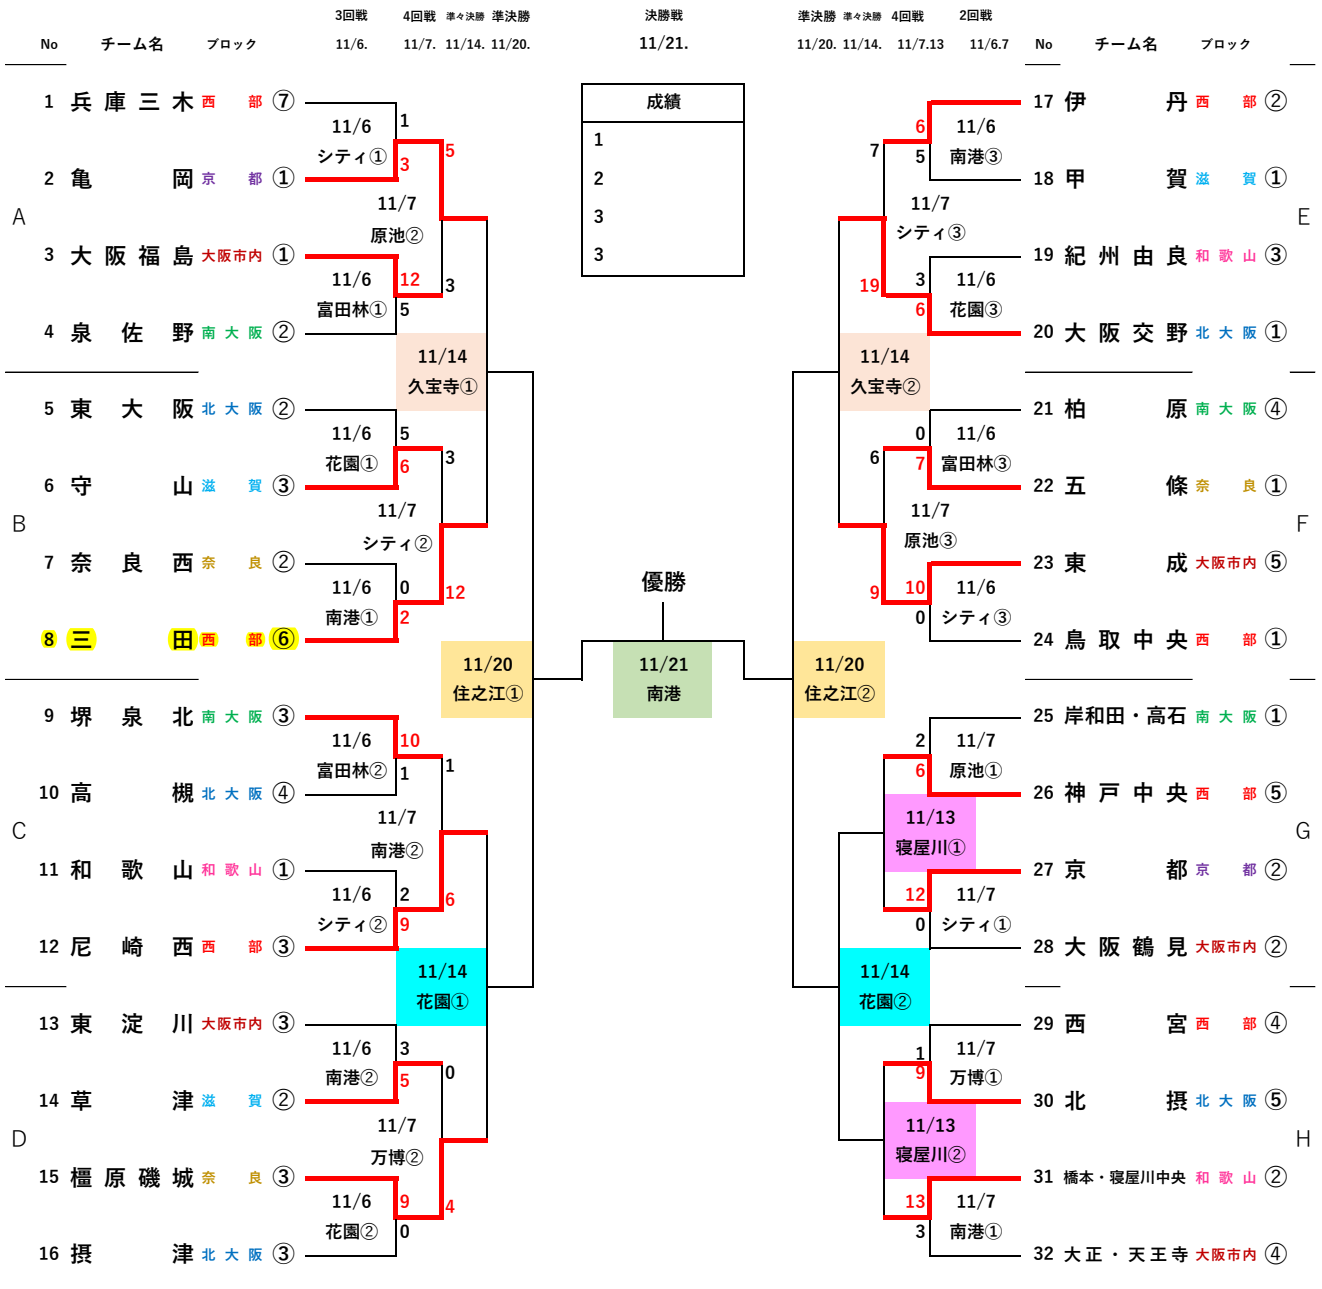 3回戦 4回戦 準々決勝 準決勝 決勝戦 準決勝 準々決勝 4回戦 2回戦
No チーム名 ブロック 11/6. 11/7. 11/14. 11/20. 11/21. 11/20. 11/14. 11/7.13 11/6.7 No チーム名 ブロック
1 兵庫三木 西部 ⑦
11/6
シティ①
1
3
2 亀岡 京都 ①
A
11/7
原池②
5
3
3 大阪福島 大阪市内 ①
11/6
富田林①
12
5
4 泉佐野 南大阪 ②
11/14
久宝寺①
5 東大阪 北大阪 ②
11/6
花園①
5
6
6 守山 滋賀 ③
B
11/7
シティ②
3
12
7 奈良西 奈良 ②
11/6
南港①
0
2
8 三田 西部 ⑥
11/20
住之江①
9 堺泉北 南大阪 ③
11/6
富田林②
10
1
10 高槻 北大阪 ④
C
11/7
南港②
1
6
11 和歌山 和歌山 ①
11/6
シティ②
2
9
12 尼崎西 西部 ③
11/14
花園①
13 東淀川 大阪市内 ③
11/6
南港②
3
5
14 草津 滋賀 ②
D
11/7
万博②
0
4
15 橿原磯城 奈良 ③
11/6
花園②
9
0
16 摂津 北大阪 ③
成績
1
2
3
3
優勝
11/21
南港
17 伊丹 西部 ②
11/6
南港③
6
5
18 甲賀 滋賀 ①
E
11/7
シティ③
7
19
19 紀州由良 和歌山 ③
11/6
花園③
3
6
20 大阪交野 北大阪 ①
11/14
久宝寺②
21 柏原 南大阪 ④
11/6
富田林③
0
7
22 五條 奈良 ①
F
11/7
原池③
6
9
23 東成 大阪市内 ⑤
11/6
シティ③
10
0
24 鳥取中央 西部 ①
11/20
住之江②
25 岸和田・高石 南大阪 ①
11/7
原池①
2
6
26 神戸中央 西部 ⑤
G
11/13
寝屋川①
27 京都 京都 ②
11/7
シティ①
12
0
28 大阪鶴見 大阪市内 ②
11/14
花園②
29 西宮 西部 ④
11/7
万博①
1
9
30 北摂 北大阪 ⑤
H
11/13
寝屋川②
31 橋本・寝屋川中央 和歌山 ②
11/7
南港①
13
3
32 大正・天王寺 大阪市内 ④